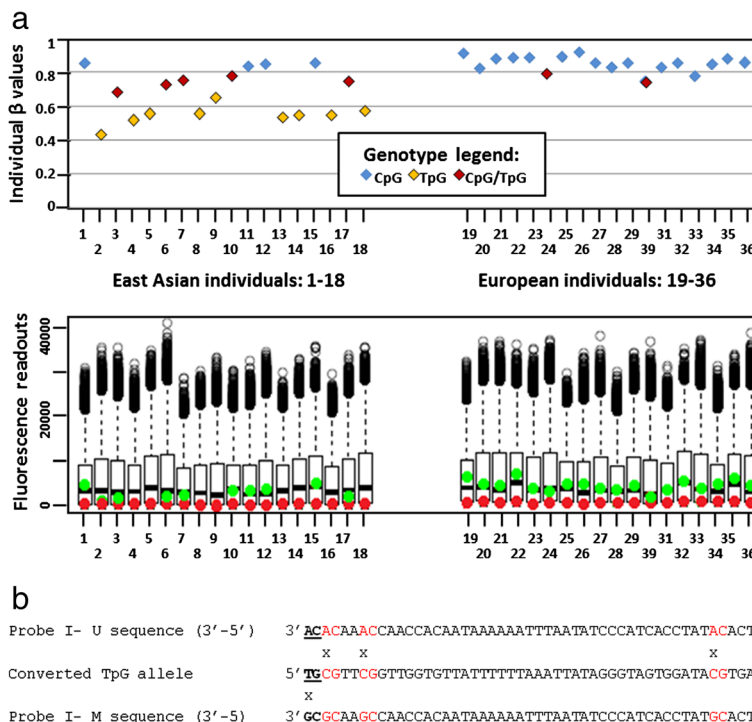 a
Individual β values
1
0.8
0.6
0.4
0.2
0
Genotype legend:
CpG TpG CpG/TpG
1 3 5 7 9 11 13 15 17
2 4 6 8 10 12 14 16 18
19 21 23 25 27 29 30 31 33 35
20 22 24 26 28 39 32 34 36
East Asian individuals: 1-18
European individuals: 19-36
Fluorescence readouts
40000
20000
0
1 3 5 7 9 11 13 15 17
2 4 6 8 10 12 14 16 18
19 21 23 25 27 29 31 33 35
20 22 24 26 28 39 32 34 36
b
Probe I- U sequence (3’-5’) 3’ACACAAACCAACCACAATAAAAAATTTAATATCCCATCACCTATACACT
x x x
Converted TpG allele 5’TGCGTTCGGTTGGTGTTATTTTTTAAATTATAGGGTAGTGGATACGTGA
x
Probe I- M sequence (3’-5) 3’GCGCAAGCCAACCACAATAAAAAATTTAATATCCCATCACCTATGCACT